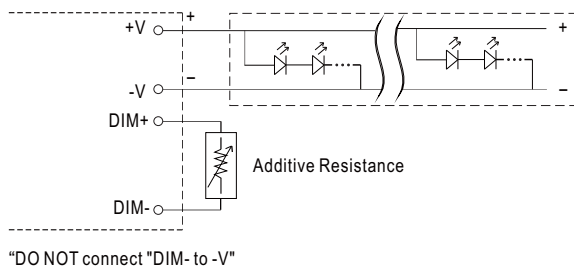 +V
+
+
-V
–
–
DIM+
Additive Resistance
DIM-
“DO NOT connect "DIM- to -V"